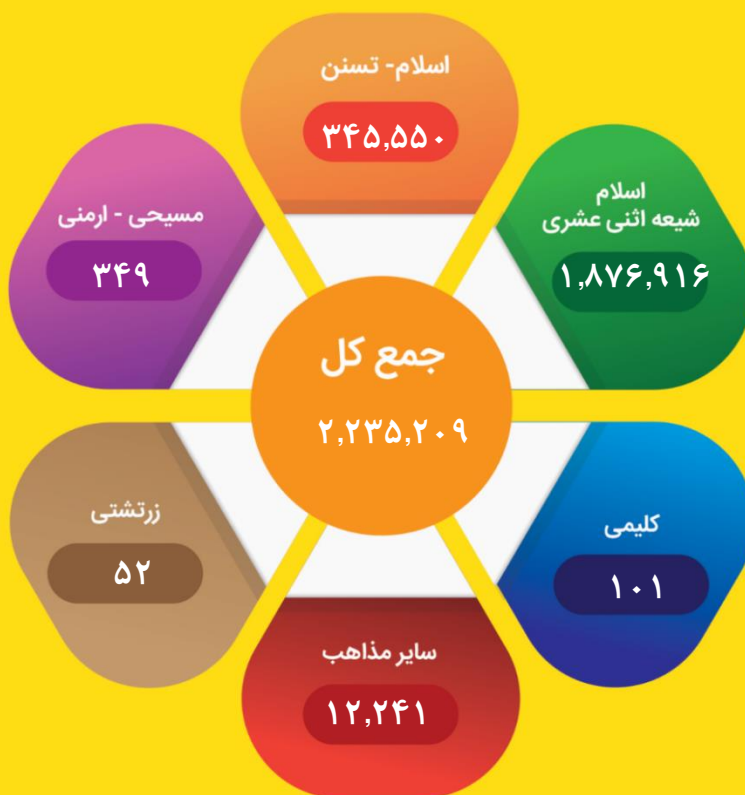 اسلام- تسنن
۳۴۵,۵۵۰
اسلام
شیعه اثنی عشری
۱,۸۷۶,۹۱۶
مسیحی - ارمنی
۳۴۹
جمع کل
۲,۲۳۵,۲۰۹
کلیمی
۱۰۱
زرتشتی
۵۲
سایر مذاهب
۱۲,۲۴۱